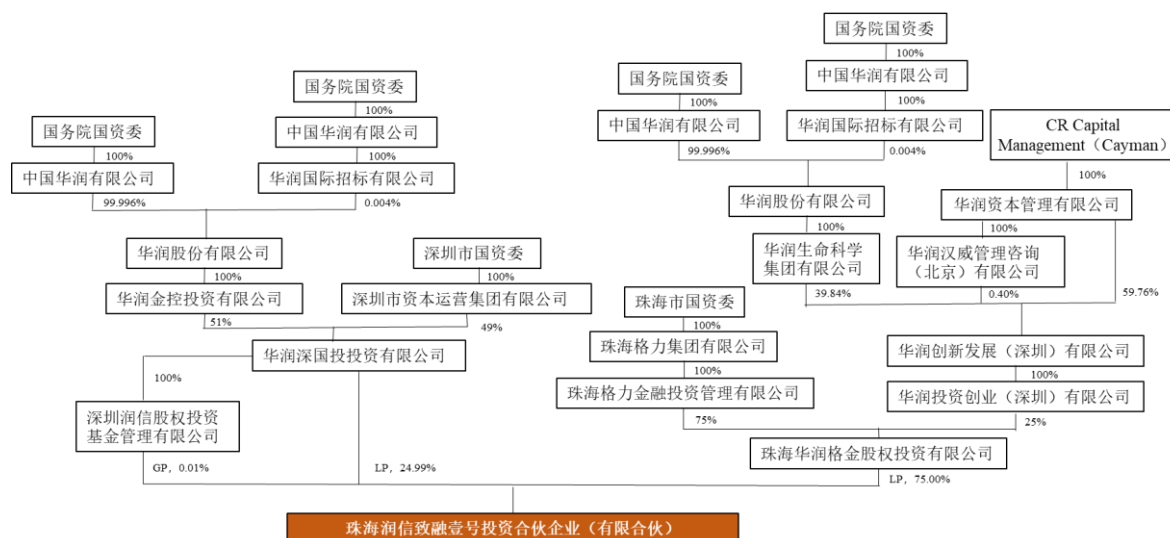 国务院国资委
100%
国务院国资委
国务院国资委
中国华润有限公司
100%
100%
100%
国务院国资委
中国华润有限公司
中国华润有限公司
华润国际招标有限公司
CR Capital
Management（Cayman）
100%
100%
99.996%
0.004%
中国华润有限公司
华润国际招标有限公司
100%
99.996%
0.004%
华润股份有限公司
华润资本管理有限公司
100%
100%
华润股份有限公司
深圳市国资委
华润生命科学
集团有限公司
华润汉威管理咨询
（北京）有限公司
100%
100%
华润金控投资有限公司
深圳市资本运营集团有限公司
珠海市国资委
39.84%
0.40%
59.76%
51%
49%
100%
华润深国投投资有限公司
珠海格力集团有限公司
华润创新发展（深圳）有限公司
100%
100%
100%
珠海格力金融投资管理有限公司
华润投资创业（深圳）有限公司
深圳润信股权投资
基金管理有限公司
75%
25%
珠海华润格金股权投资有限公司
GP，0.01%
LP，24.99%
LP，75.00%
珠海润信致融壹号投资合伙企业（有限合伙）